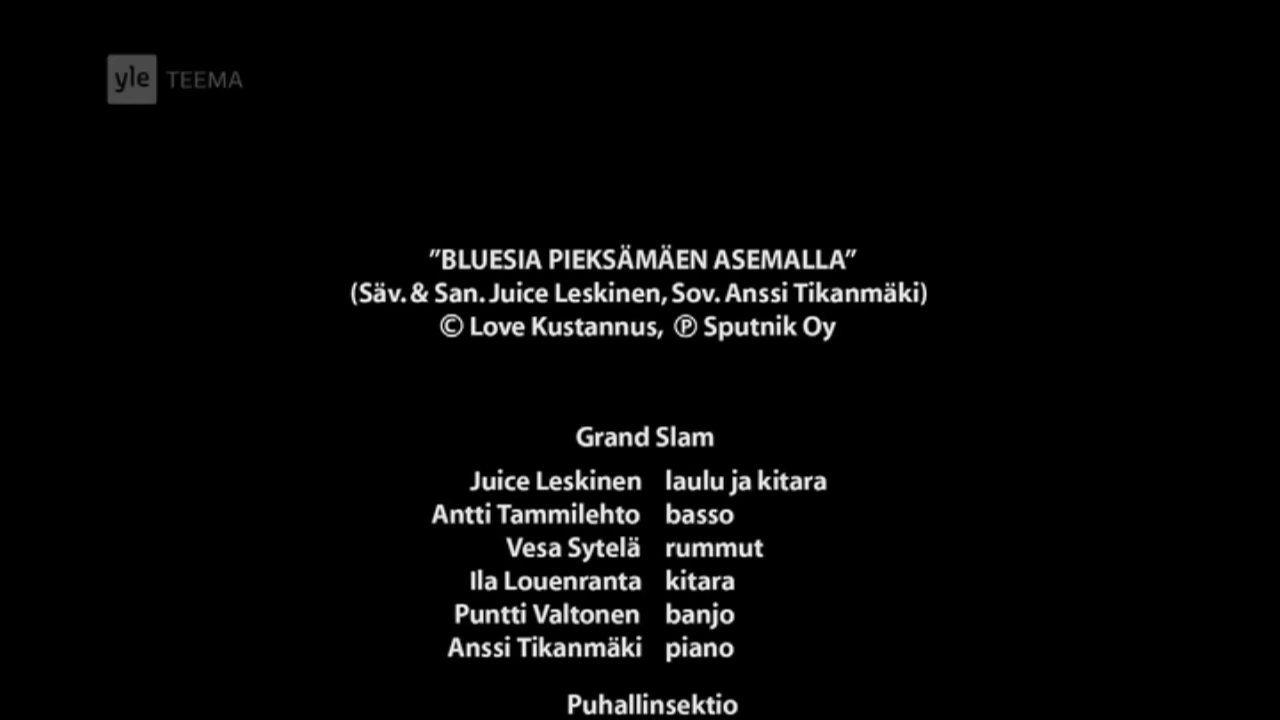 yle TEEMA
”BLUESIA PIEKSÄMÄEN ASEMALLA”
(Säv. & San. Juice Leskinen, Sov. Anssi Tikanmäki)
© Love Kustannus, ℗ Sputnik Oy
Grand Slam
Juice Leskinen laulu ja kitara
Antti Tammilehto basso
Vesa Sytelä rummut
Ila Louenranta kitara
Puntti Valtonen banjo
Anssi Tikanmäki piano
Puhallinsektio